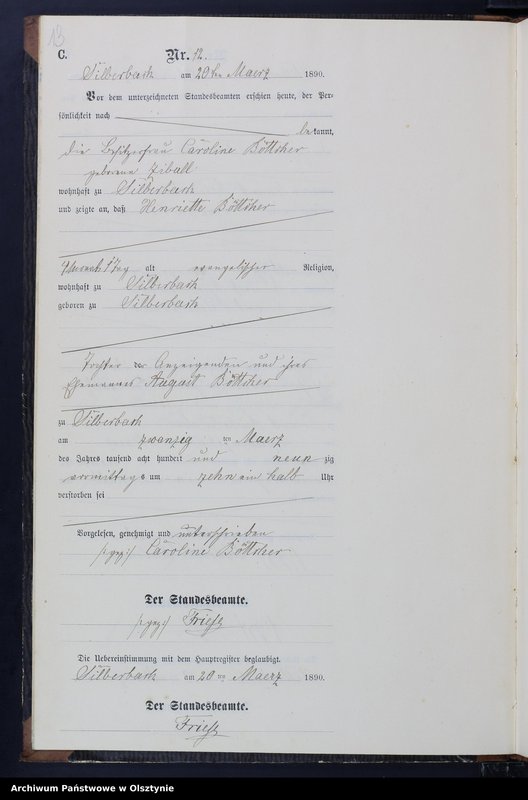 13
C.
Nr. 12.
Silberbach am 20ten Maerz 1890.
Vor dem unterzeichneten Standesbeamten erschien heute, der Per-
sönlichkeit nach
bekannt,
die Besitzerfrau Caroline Böttcher
geborene Ziball
wohnhaft zu Silberbach
und zeigte an, daß Henriette Böttcher
1 Tag alt evangelischer Religion,
wohnhaft zu Silberbach
geboren zu Silberbach
Tochter der Anzeigenden und ihres
Ehemannes August Böttcher
zu Silberbach
am zwanzig ten Maerz
des Jahres tausend acht hundert und neun zig
vormittags um zehn ein halb Uhr
verstorben sei
Vorgelesen, genehmigt und unterschrieben
(:gez:) Caroline Böttcher
Der Standesbeamte.
(:gez:) Friese
Die Uebereinstimmung mit dem Hauptregister beglaubigt.
Silberbach am 20 ten Maerz 1890.
Der Standesbeamte.
Friese
Archiwum Państwowe w Olsztynie